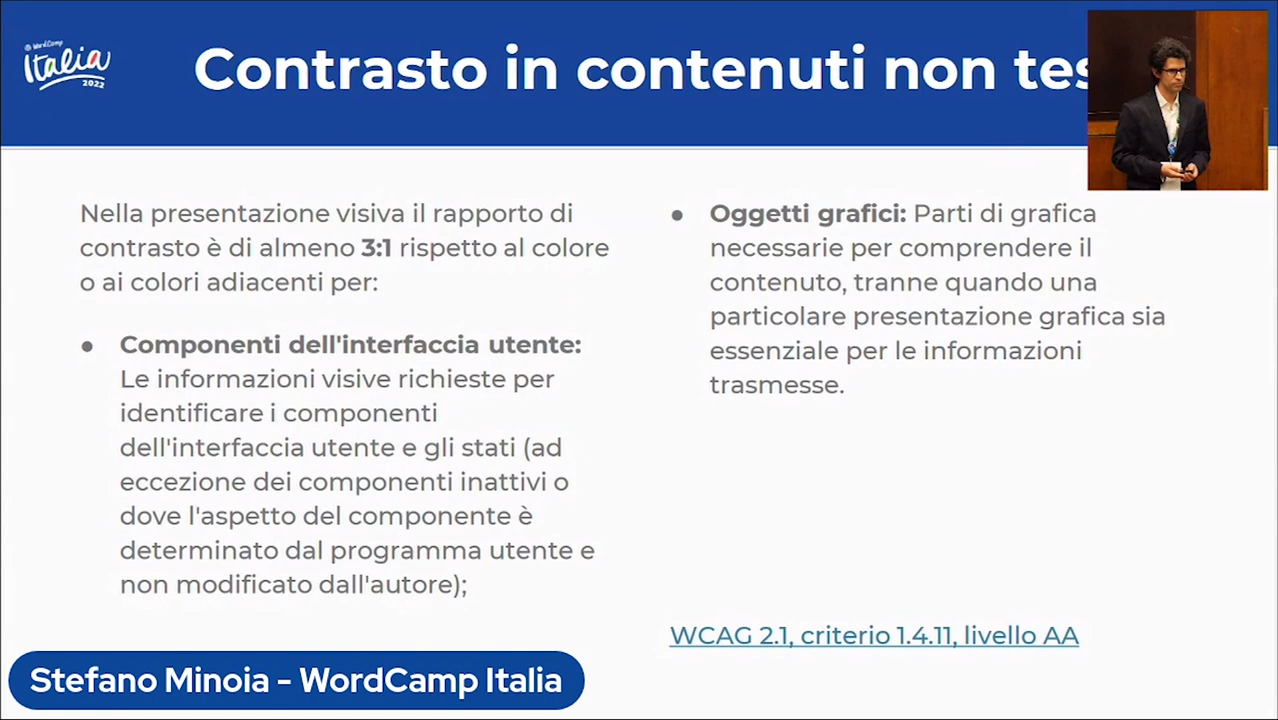 WordCamp
Italia
2022
Contrasto in contenuti non tes
Nella presentazione visiva il rapporto di
contrasto è di almeno 3:1 rispetto al colore
o ai colori adiacenti per:
● Componenti dell'interfaccia utente:
Le informazioni visive richieste per
identificare i componenti
dell'interfaccia utente e gli stati (ad
eccezione dei componenti inattivi o
dove l'aspetto del componente è
determinato dal programma utente e
non modificato dall'autore);
● Oggetti grafici: Parti di grafica
necessarie per comprendere il
contenuto, tranne quando una
particolare presentazione grafica sia
essenziale per le informazioni
trasmesse.
WCAG 2.1, criterio 1.4.11, livello AA
Stefano Minoia - WordCamp Italia